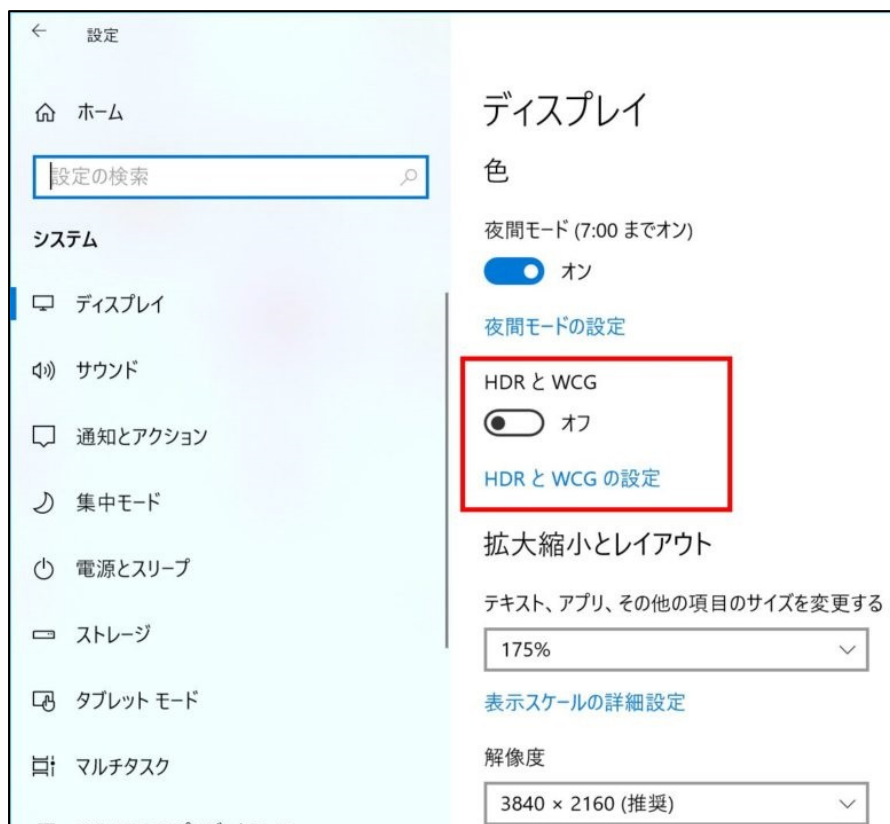 設定
ホーム
設定の検索
システム
ディスプレイ
サウンド
通知とアクション
集中モード
電源とスリープ
ストレージ
タブレット モード
マルチタスク
ディスプレイ
色
夜間モード (7:00 までオン)
オン
夜間モードの設定
HDR と WCG
オフ
HDR と WCG の設定
拡大縮小とレイアウト
テキスト、アプリ、その他の項目のサイズを変更する
175%
表示スケールの詳細設定
解像度
3840 × 2160 (推奨)